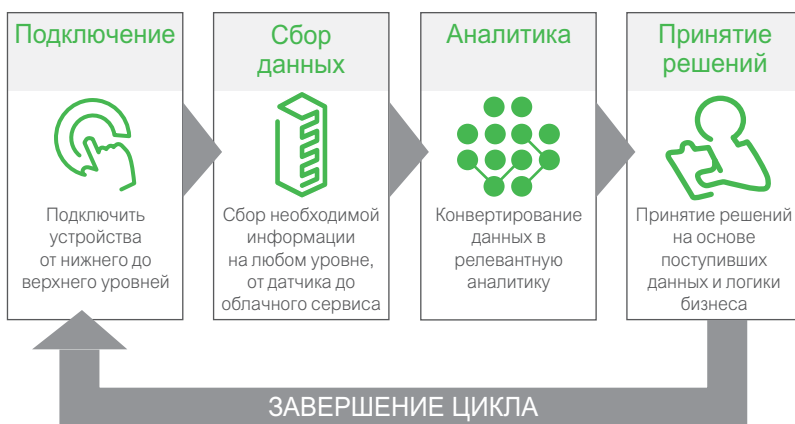 Подключение
Подключить
устройства
от нижнего до
верхнего уровней
Сбор
данных
Сбор необходимой
информации
на любом уровне,
от датчика до
облачного сервиса
Аналитика
Конвертирование
данных в
релевантную
аналитику
Принятие
решений
Принятие решений
на основе
поступивших
данных и логики
бизнеса
ЗАВЕРШЕНИЕ ЦИКЛА